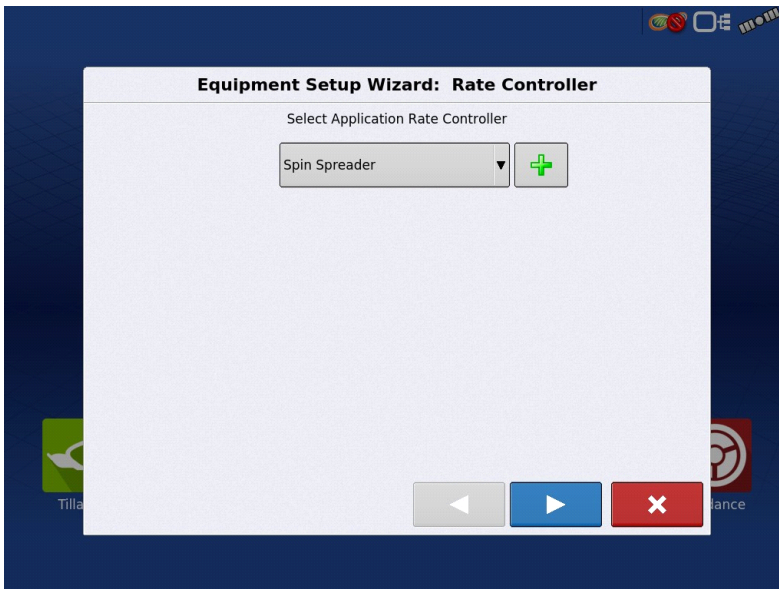 Equipment Setup Wizard: Rate Controller
Select Application Rate Controller
Spin Spreader
Tilla
dance